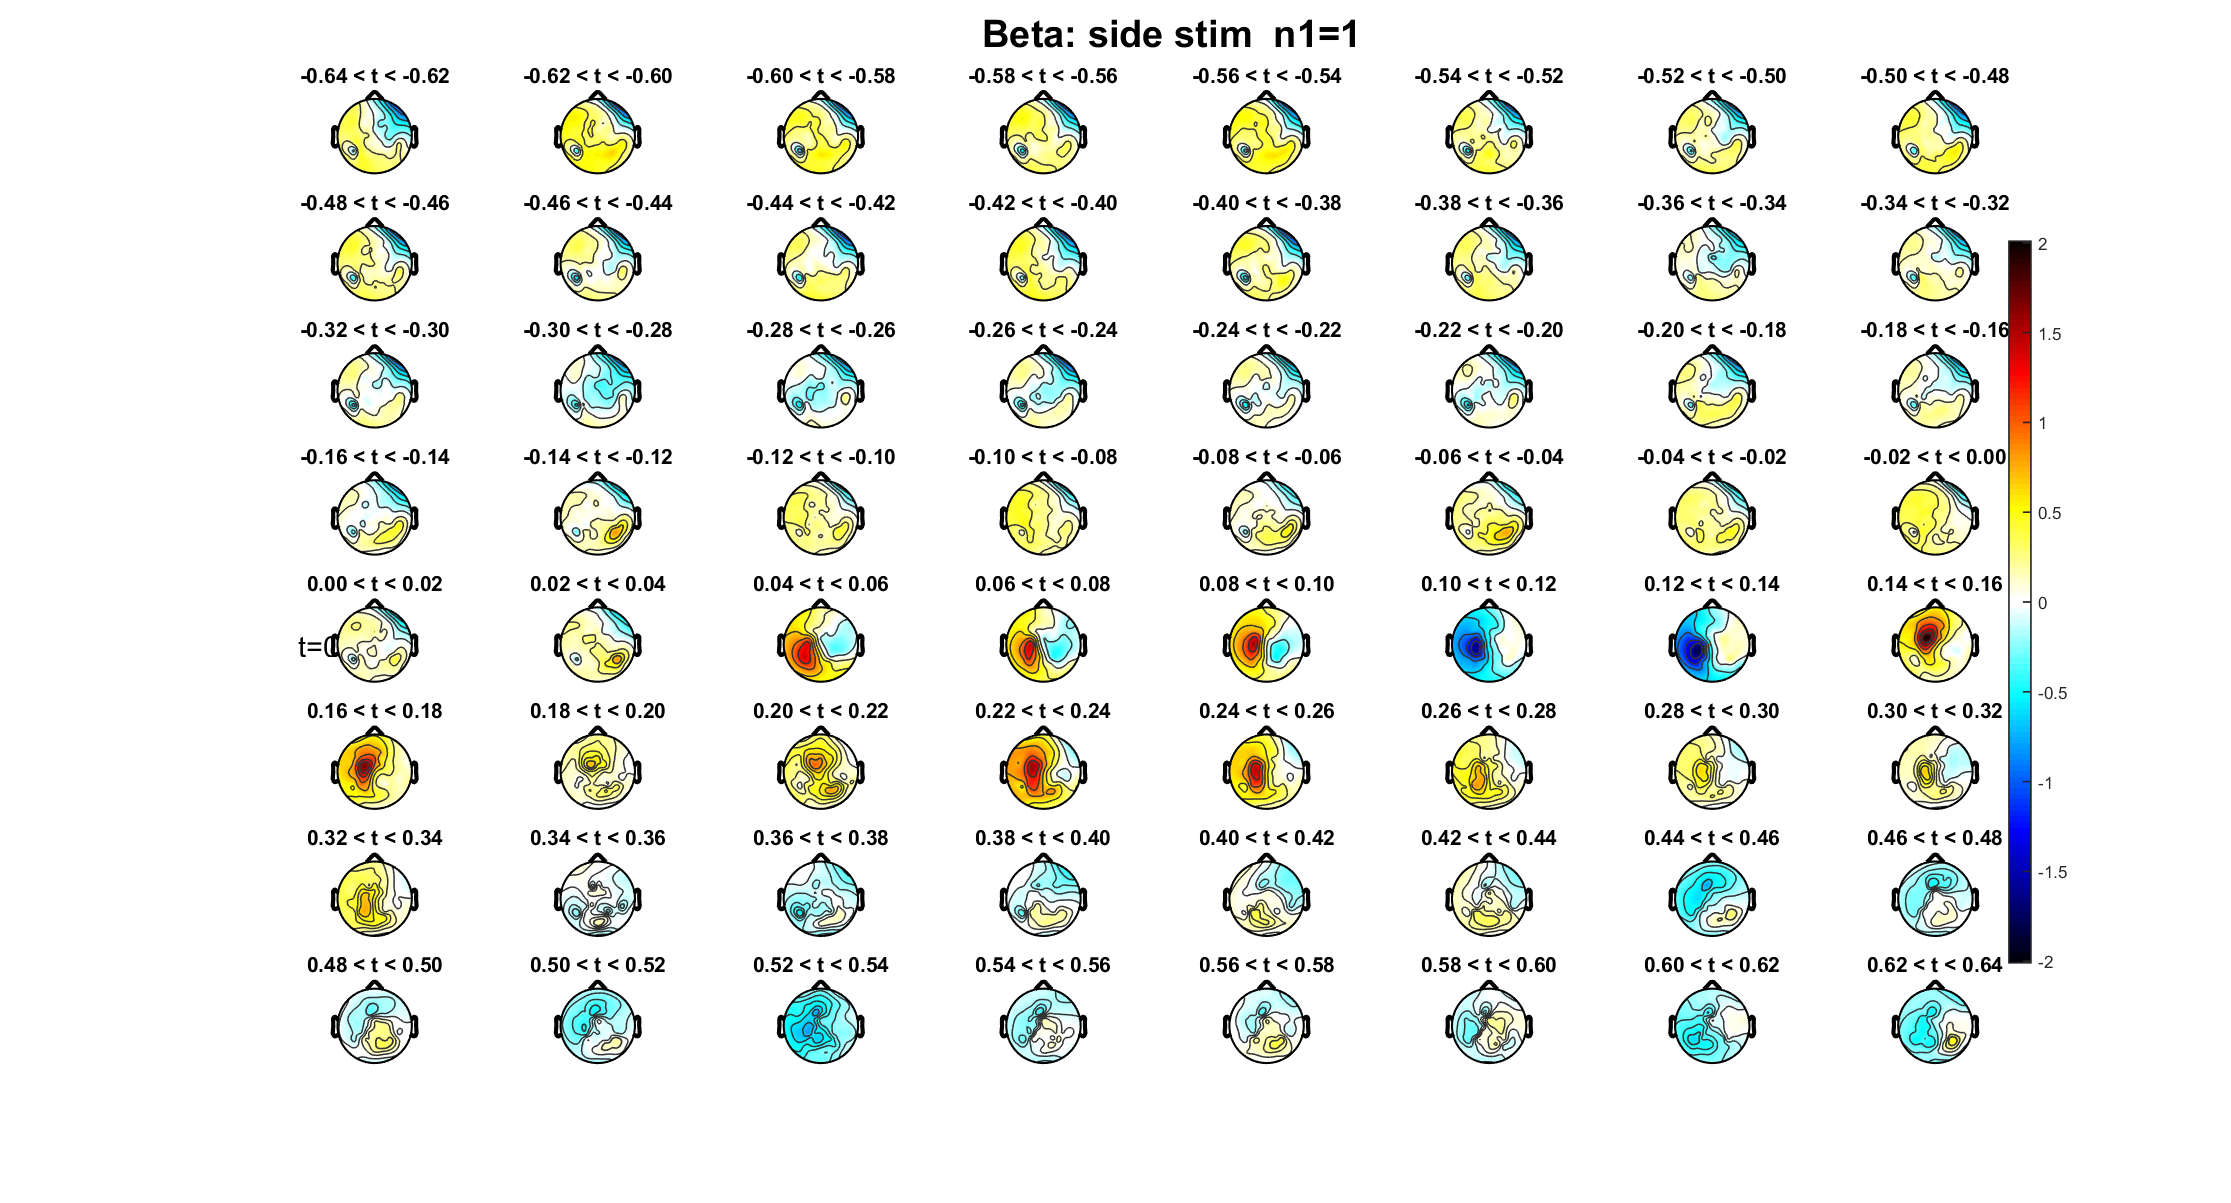 Beta: side stim  n1=1
-0.64 < t < -0.62
-0.62 < t < -0.60
-0.60 < t < -0.58
-0.58 < t < -0.56
-0.56 < t < -0.54
-0.54 < t < -0.52
-0.52 < t < -0.50
-0.50 < t < -0.48
-0.48 < t < -0.46
-0.46 < t < -0.44
-0.44 < t < -0.42
-0.42 < t < -0.40
-0.40 < t < -0.38
-0.38 < t < -0.36
-0.36 < t < -0.34
-0.34 < t < -0.32
-0.32 < t < -0.30
-0.30 < t < -0.28
-0.28 < t < -0.26
-0.26 < t < -0.24
-0.24 < t < -0.22
-0.22 < t < -0.20
-0.20 < t < -0.18
-0.18 < t < -0.16
-0.16 < t < -0.14
-0.14 < t < -0.12
-0.12 < t < -0.10
-0.10 < t < -0.08
-0.08 < t < -0.06
-0.06 < t < -0.04
-0.04 < t < -0.02
-0.02 < t < 0.00
0.00 < t < 0.02
0.02 < t < 0.04
0.04 < t < 0.06
0.06 < t < 0.08
0.08 < t < 0.10
0.10 < t < 0.12
0.12 < t < 0.14
0.14 < t < 0.16
t=0
0.16 < t < 0.18
0.18 < t < 0.20
0.20 < t < 0.22
0.22 < t < 0.24
0.24 < t < 0.26
0.26 < t < 0.28
0.28 < t < 0.30
0.30 < t < 0.32
0.32 < t < 0.34
0.34 < t < 0.36
0.36 < t < 0.38
0.38 < t < 0.40
0.40 < t < 0.42
0.42 < t < 0.44
0.44 < t < 0.46
0.46 < t < 0.48
0.48 < t < 0.50
0.50 < t < 0.52
0.52 < t < 0.54
0.54 < t < 0.56
0.56 < t < 0.58
0.58 < t < 0.60
0.60 < t < 0.62
0.62 < t < 0.64
2
1.5
1
0.5
0
-0.5
-1
-1.5
-2